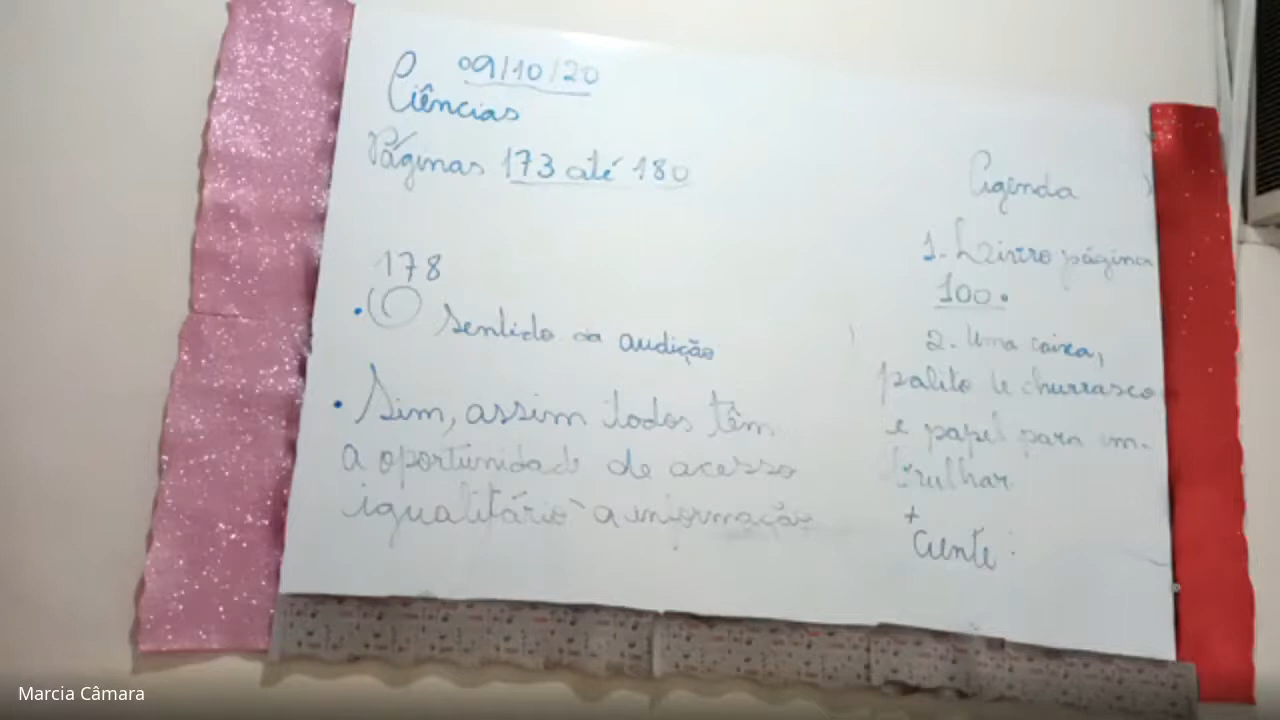 09/10/20
Ciências
Páginas 173 até 180
178
• Sentido da audição
• Sim, assim todos têm
a oportunidade de acesso
igualitário à informação
Agenda
1. Livro página
100.
2. Uma caixa,
palito de churrasco
e papel para em-
brulhar
+
Ciente:
Marcia Câmara